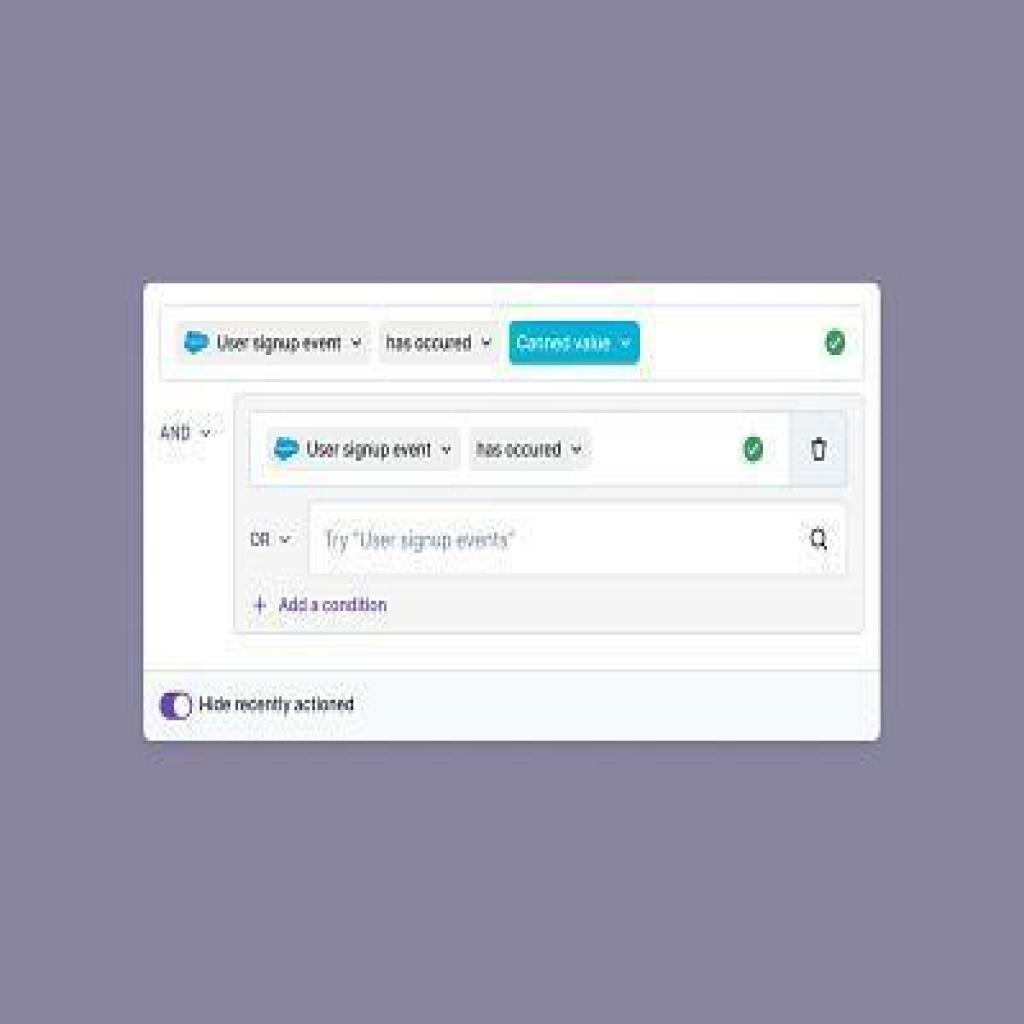 User signup event has occured Canned value
AND
User signup event has occured
OR Try "User signup events"
+ Add a condition
Hide recently actioned